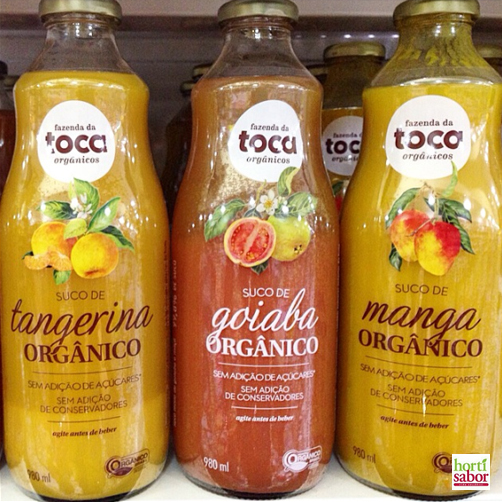 fazenda da
toca
orgânicos
SUCO DE
tangerina
ORGÂNICO
SEM ADIÇÃO DE AÇÚCARES*
SEM ADIÇÃO
DE CONSERVADORES
agite antes de beber
980 ml
ORGÂNICO
fazenda da
toca
orgânicos
SUCO DE
goiaba
ORGÂNICO
SEM ADIÇÃO DE AÇÚCARES*
SEM ADIÇÃO
DE CONSERVADORES
agite antes de beber
980 ml
ORGÂNICO
toca
fazenda da
toca
orgânicos
SUCO DE
manga
ORGÂNICO
SEM ADIÇÃO DE AÇÚCARES*
SEM ADIÇÃO
DE CONSERVADORES
agite antes de beber
980 ml
horti
sabor